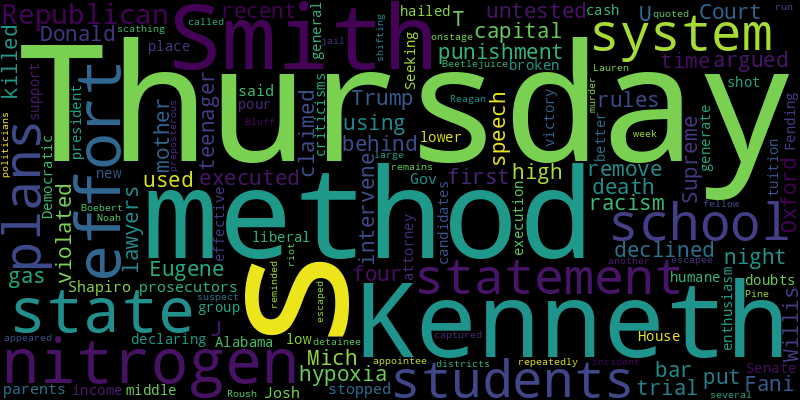 Republican
scathing
called
recent
hailed
T
untested
cash
U
Court
quoted
run
Donald
general
jail
shifting
Smith
onstage
capital
system
killed
place
Seeking
Beetlejuice
broken
punishment
Lauren
time
argued
Thursday
effort
said
pour
claimed
criticisms
Trump
Reagan
speech
victory
murder
rules
shot
support
president
mother
preposterous
teenager
Bluff
using
lower
week
better
supreme
generate
Fending
politicians
plans
Democratic
new
lawyers
used
executed
behind
Gov
first
high
remove
death
racism
tuition
Oxford
violated
Boebert
Noah
method
effective
intervene
large
remains
candidates
execution
school
fellow
gas
Eugene
liberal
riot
S
four
attorney
statement
declined
night
another
escapee
humane
doubts
Shapiro
prosecutors
group
reminded
escaped
Kenneth
captured
Pine
enthusiasm
Willis
state
suspect
J
declaring
Alabama
low
detainee
House
appeared
nitrogen
Mich
hypoxia
appointee
districts
repeatedly
incident
Senate
parents
income
middle
Roush
Josh
stopped
students
bar
trial
put
several
Fani